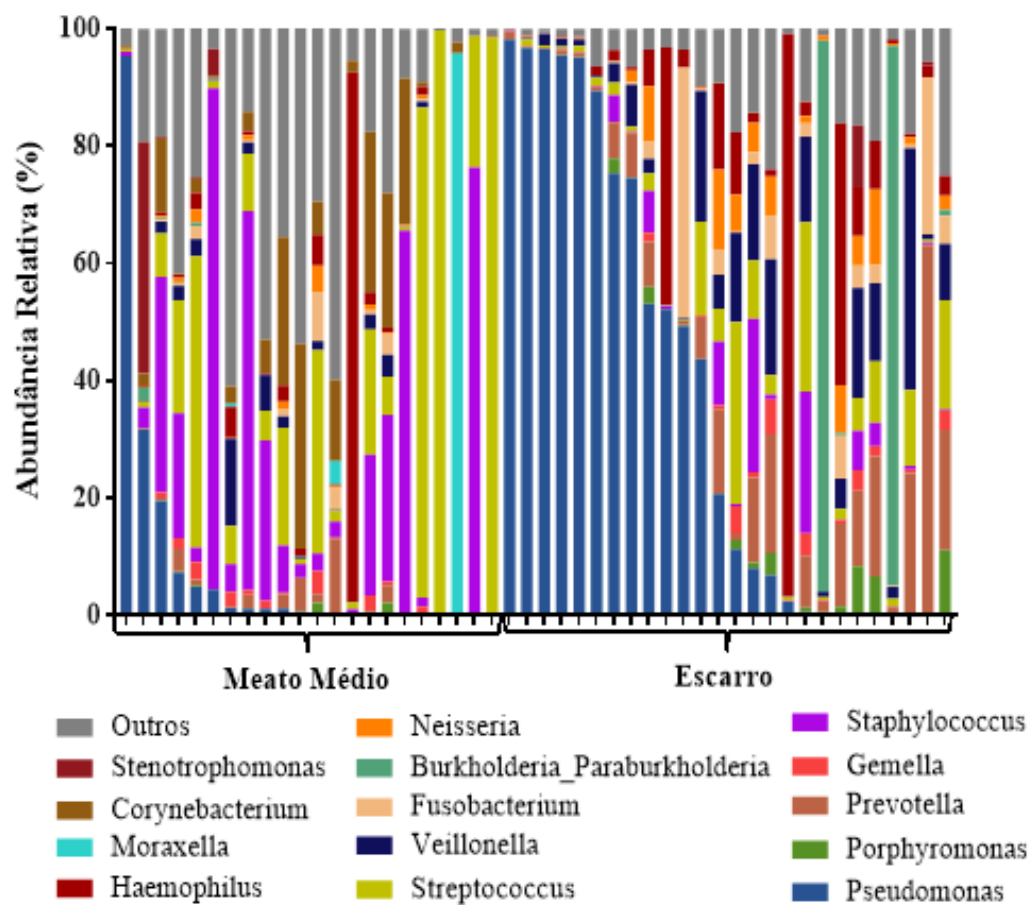 Abundância Relativa (%)
100
80
60
40
20
0
Meato Médio
Escarro
Outros
Neisseria
Staphylococcus
Stenotrophomonas
Burkholderia_Paraburkholderia
Gemella
Corynebacterium
Fusobacterium
Prevotella
Moraxella
Veillonella
Porphyromonas
Haemophilus
Streptococcus
Pseudomonas